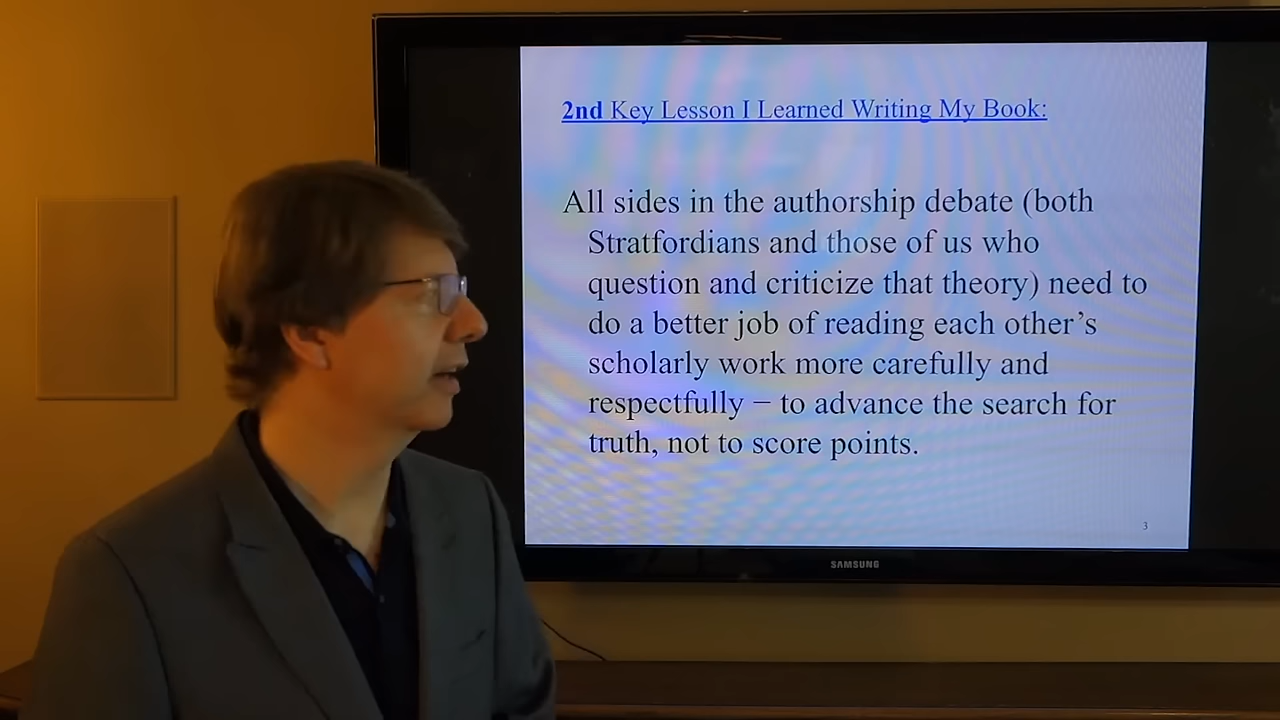 2nd Key Lesson I Learned Writing My Book:
All sides in the authorship debate (both
Stratfordians and those of us who
question and criticize that theory) need to
do a better job of reading each other’s
scholarly work more carefully and
respectfully − to advance the search for
truth, not to score points.
3
SAMSUNG